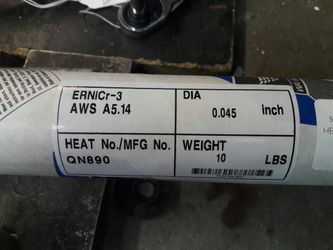 ERNiCr-3
AWS A5.14
DIA
0.045 inch
HEAT No./MFG No.
QN890
WEIGHT
10 LBS